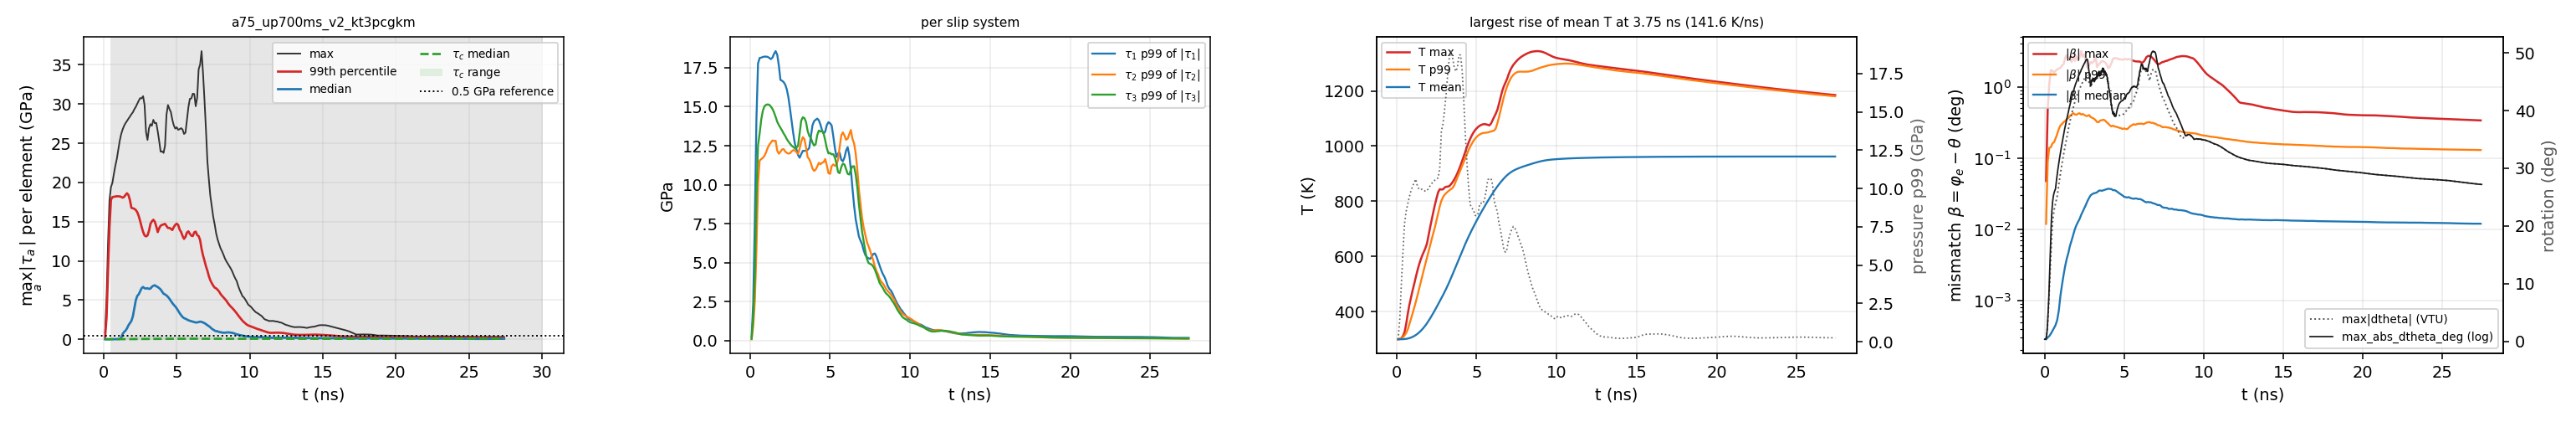 a75_up700ms_v2_kt3pcgkm
max
99th percentile
median
τc median
τc range
0.5 GPa reference
35
30
25
20
15
10
5
0
0 5 10 15 20 25 30
max a |τa| per element (GPa)
t (ns)
per slip system
τ1 p99 of |τ1|
τ2 p99 of |τ2|
τ3 p99 of |τ3|
17.5
15.0
12.5
10.0
7.5
5.0
2.5
0.0
0 5 10 15 20 25
GPa
t (ns)
largest rise of mean T at 3.75 ns (141.6 K/ns)
T max
T p99
T mean
1200
1000
800
600
400
0 5 10 15 20 25
T (K)
t (ns)
17.5
15.0
12.5
10.0
7.5
5.0
2.5
0.0
pressure p99 (GPa)
|β| max
|β| p99
|β| median
10⁰
10⁻¹
10⁻²
10⁻³
0 5 10 15 20 25
mismatch β = φe − θ (deg)
t (ns)
50
40
30
20
10
0
rotation (deg)
max|dtheta| (VTU)
max_abs_dtheta_deg (log)